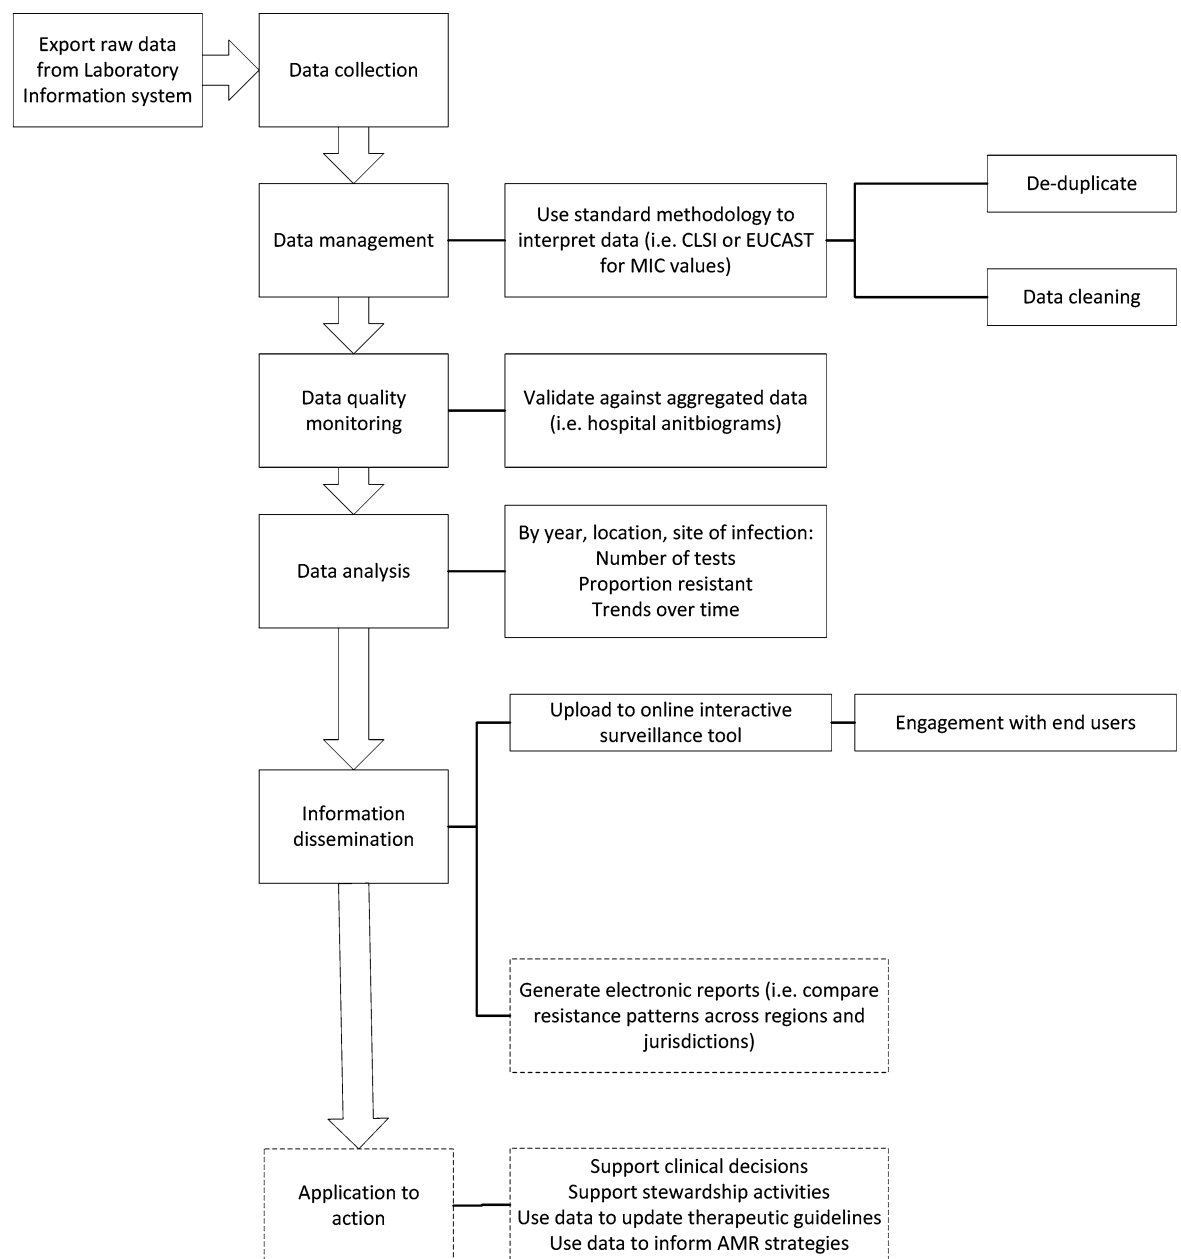 Export raw data
from Laboratory
Information system
Data collection
Data management
Use standard methodology to
interpret data (i.e. CLSI or EUCAST
for MIC values)
De-duplicate
Data cleaning
Data quality
monitoring
Validate against aggregated data
(i.e. hospital anitbiograms)
Data analysis
By year, location, site of infection:
Number of tests
Proportion resistant
Trends over time
Upload to online interactive
surveillance tool
Engagement with end users
Information
dissemination
Generate electronic reports (i.e. compare
resistance patterns across regions and
jurisdictions)
Application to
action
Support clinical decisions
Support stewardship activities
Use data to update therapeutic guidelines
Use data to inform AMR strategies